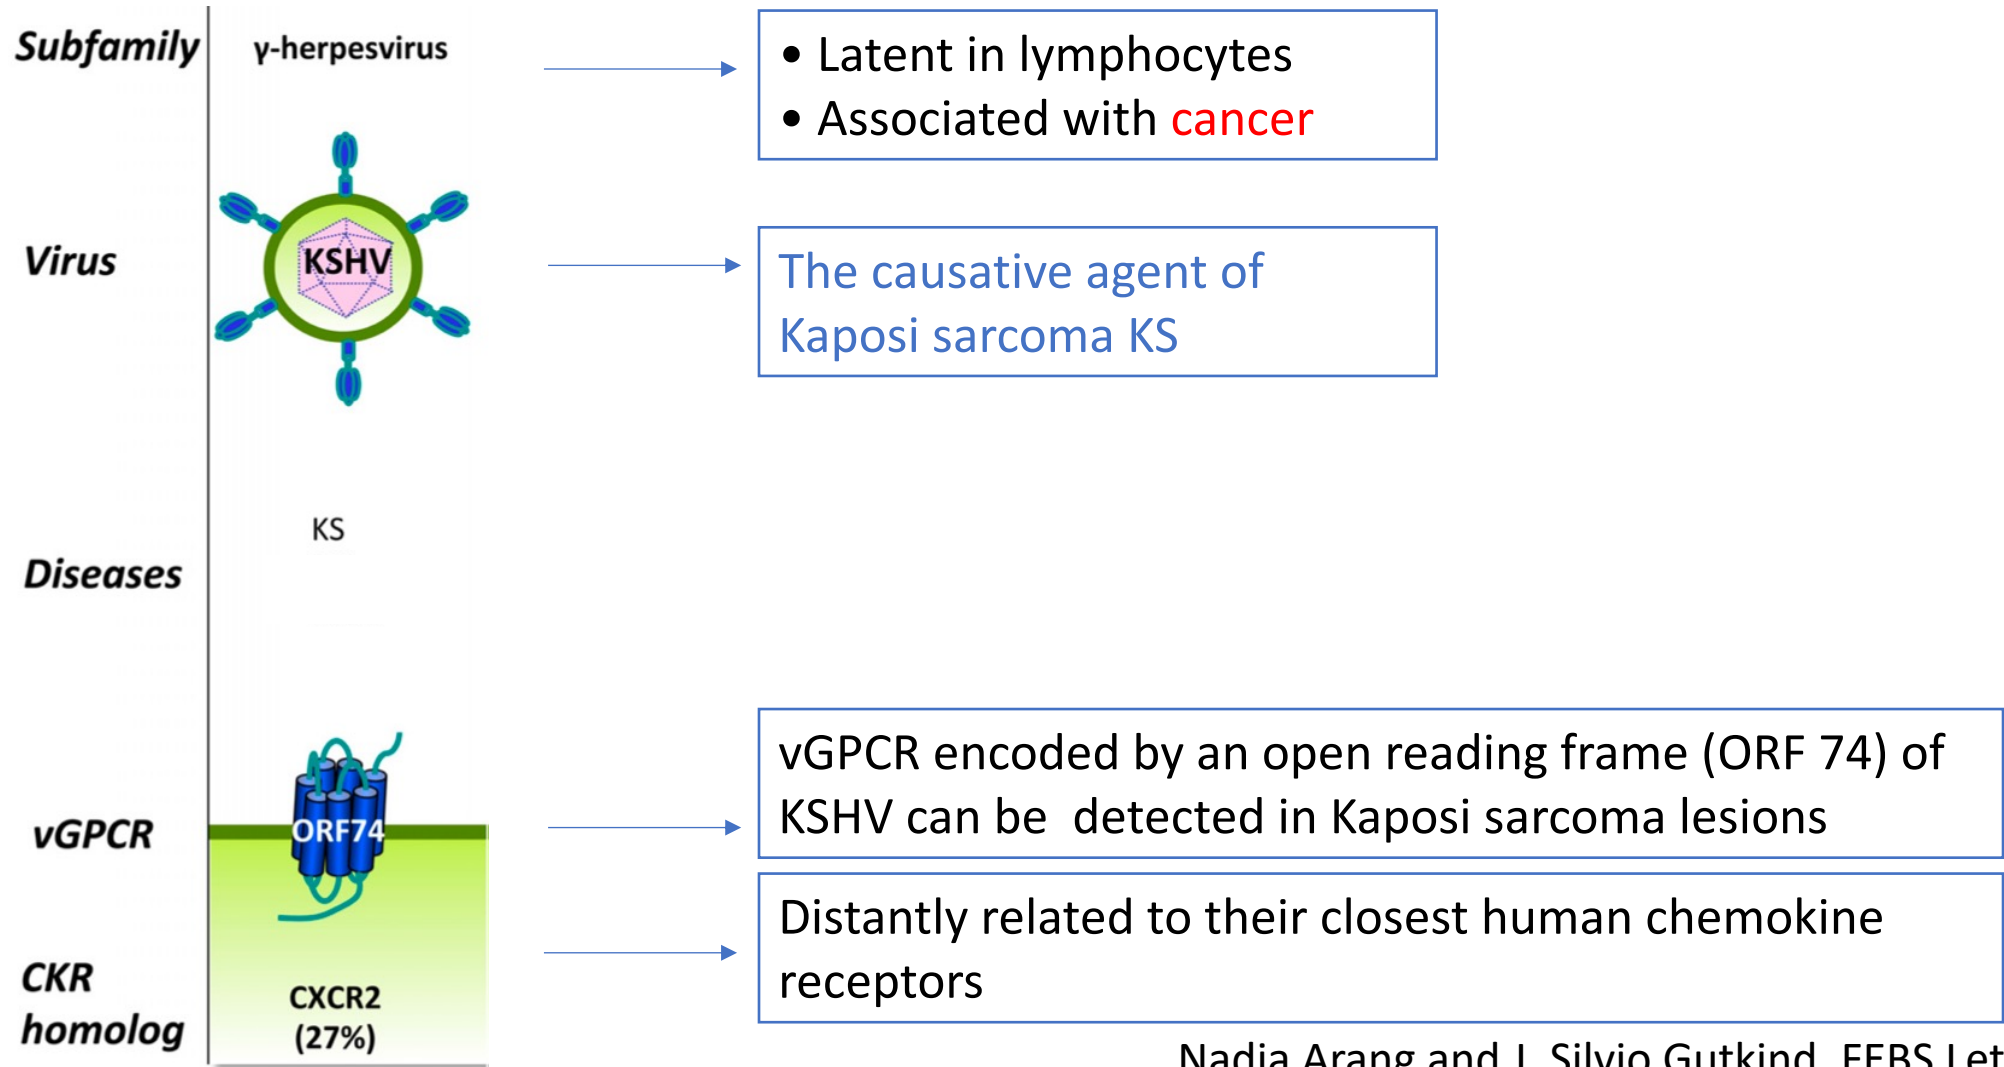 Subfamily
γ-herpesvirus
• Latent in lymphocytes
• Associated with cancer
Virus
KSHV
The causative agent of
Kaposi sarcoma KS
KS
Diseases
vGPCR
ORF74
vGPCR encoded by an open reading frame (ORF 74) of
KSHV can be detected in Kaposi sarcoma lesions
CKR
homolog
CXCR2
(27%)
Distantly related to their closest human chemokine
receptors
Nadia Arang and J. Silvio Gutkind, FEBS Let